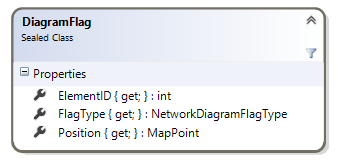 DiagramFlag
Sealed Class
Properties
ElementID { get; } : int
FlagType { get; } : NetworkDiagramFlagType
Position { get; } : MapPoint